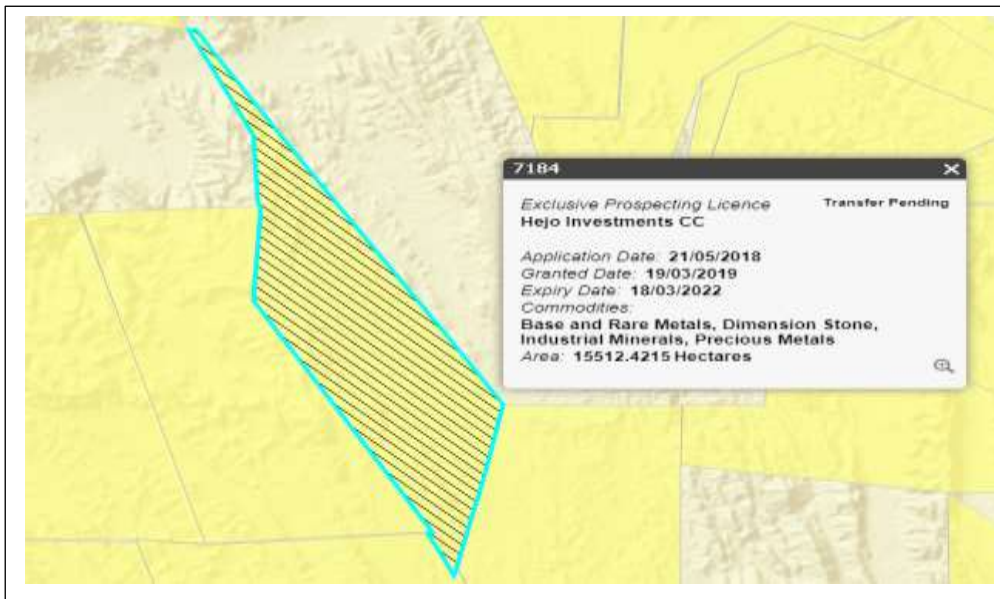 7184
Exclusive Prospecting Licence Transfer Pending
Hejo Investments CC
Application Date: 21/05/2018
Granted Date: 19/03/2019
Expiry Date: 18/03/2022
Commodities:
Base and Rare Metals, Dimension Stone,
Industrial Minerals, Precious Metals
Area: 15512.4215 Hectares